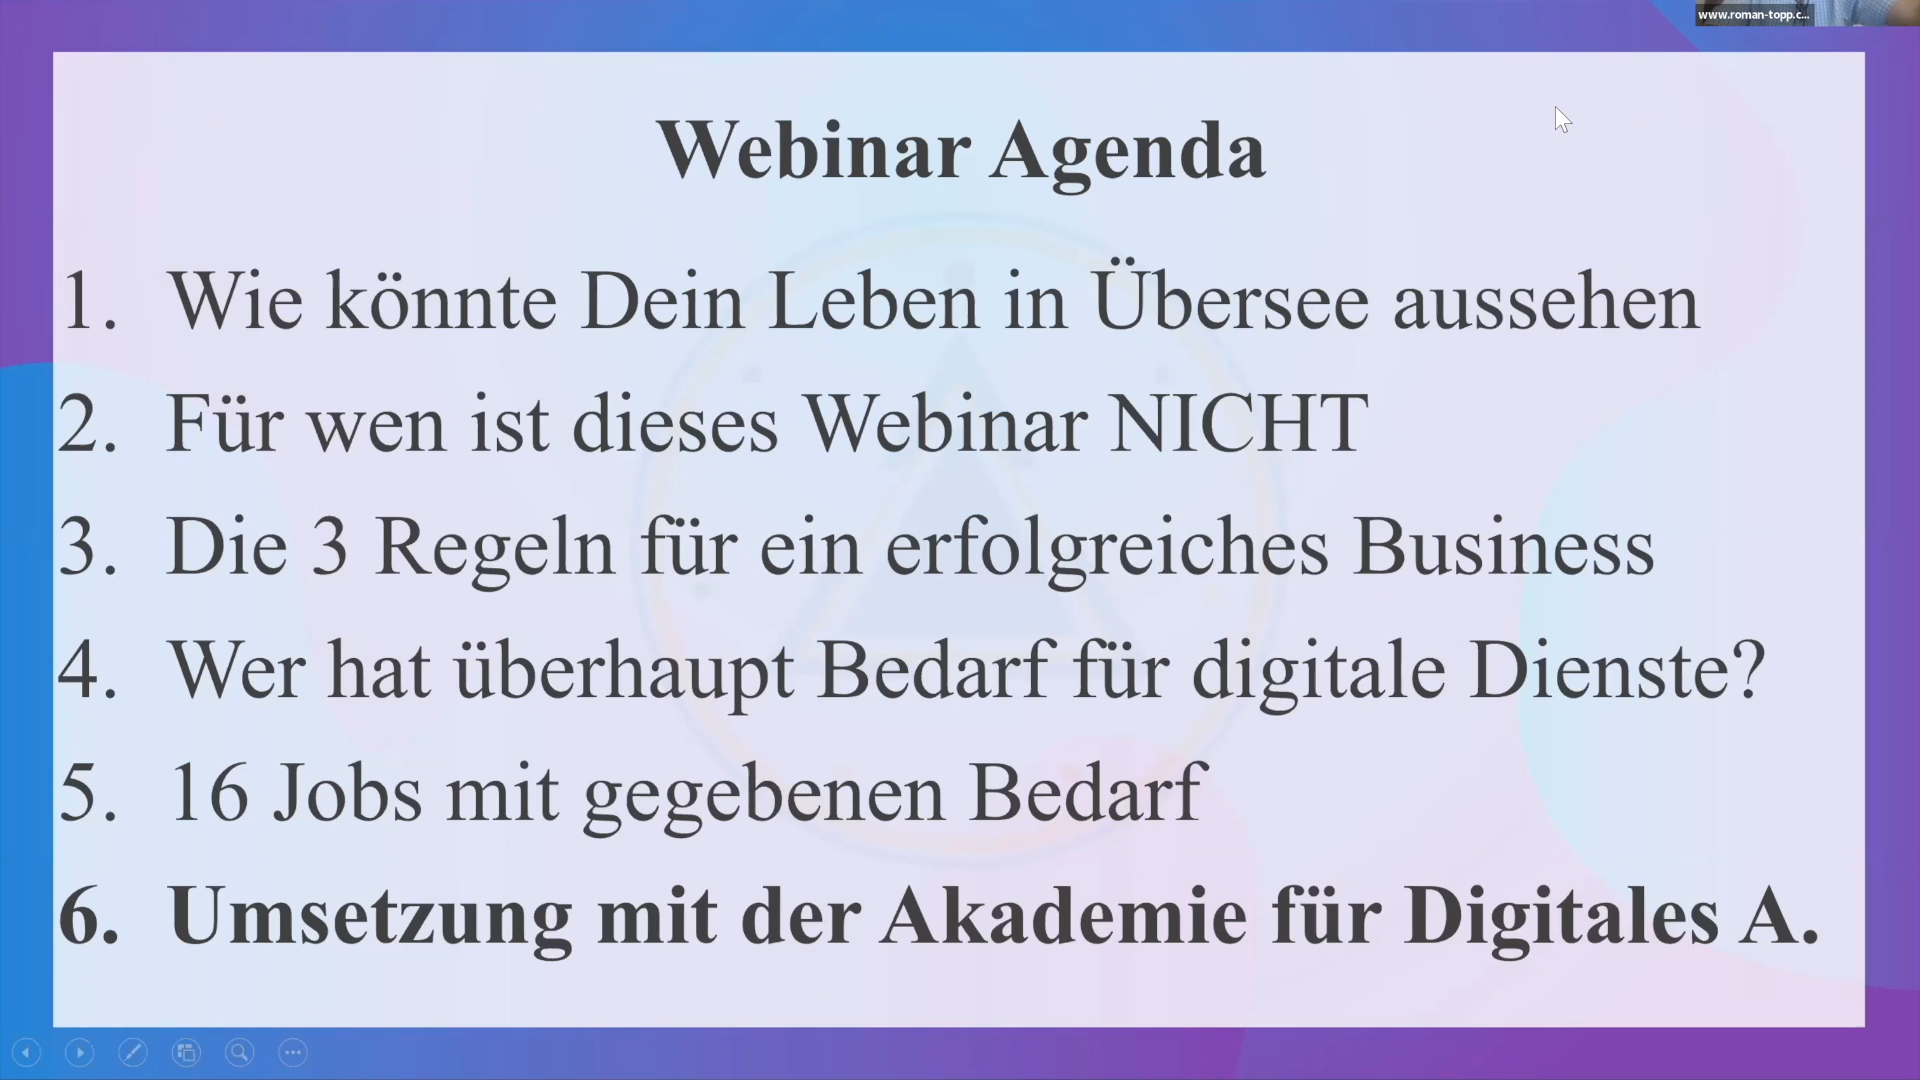 www.roman-topp.c...
Webinar Agenda
1. Wie könnte Dein Leben in Übersee aussehen
2. Für wen ist dieses Webinar NICHT
3. Die 3 Regeln für ein erfolgreiches Business
4. Wer hat überhaupt Bedarf für digitale Dienste?
5. 16 Jobs mit gegebenen Bedarf
6. Umsetzung mit der Akademie für Digitales A.